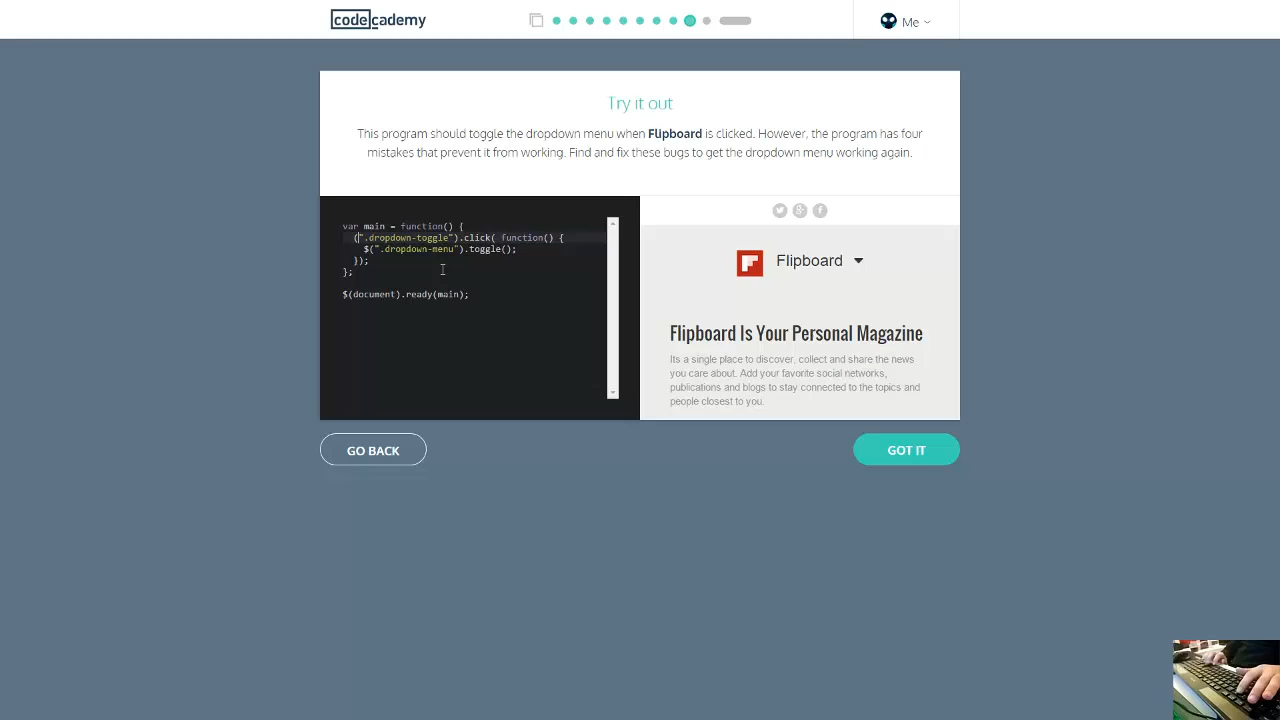 codecademy
Me
Try it out
This program should toggle the dropdown menu when Flipboard is clicked. However, the program has four
mistakes that prevent it from working. Find and fix these bugs to get the dropdown menu working again.
var main = function() {
(".dropdown-toggle").click( function() {
$(".dropdown-menu").toggle();
});
};
$(document).ready(main);
Flipboard
Flipboard Is Your Personal Magazine
Its a single place to discover, collect and share the news
you care about. Add your favorite social networks,
publications and blogs to stay connected to the topics and
people closest to you.
GO BACK
GOT IT